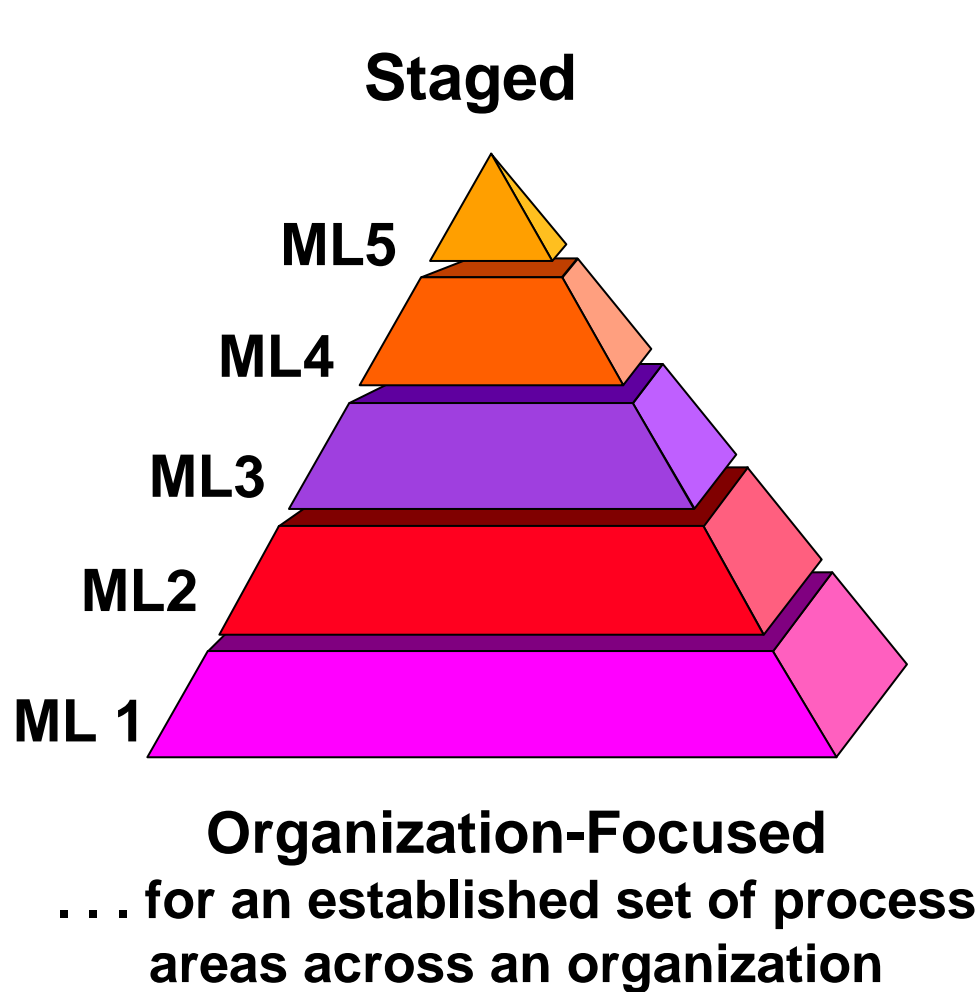 Staged
ML5
ML4
ML3
ML2
ML 1
Organization-Focused
. . . for an established set of process
areas across an organization